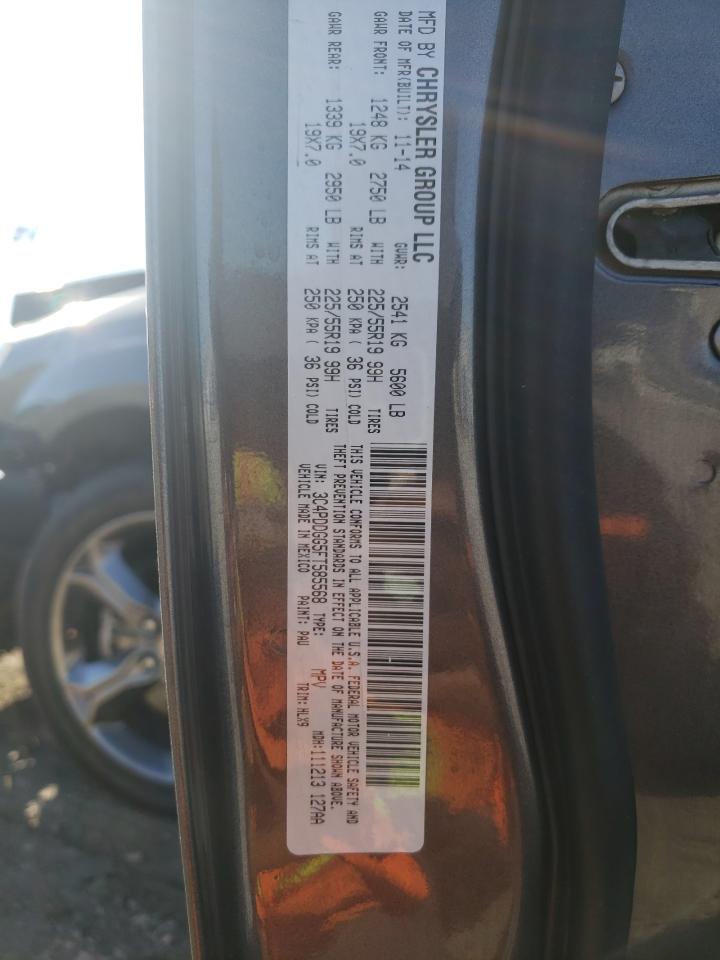 MFD BY CHRYSLER GROUP LLC
DATE OF MFR(BUILT): 11-14 GVWR: 2541 KG 5600 LB
GAWR FRONT: 1248 KG 2750 LB WITH 225/55R19 99H TIRES
19X7.0 RIMS AT 250 KPA ( 36 PSI) COLD
GAWR REAR: 1339 KG 2950 LB WITH 225/55R19 99H TIRES
19X7.0 RIMS AT 250 KPA ( 36 PSI) COLD
THIS VEHICLE CONFORMS TO ALL APPLICABLE U.S.A. FEDERAL MOTOR VEHICLE SAFETY AND
THEFT PREVENTION STANDARDS IN EFFECT ON THE DATE OF MANUFACTURE SHOWN ABOVE.
VIN: 3C4PDDGG5FT585568 TYPE: MPV MDH:111213 127AA
VEHICLE MADE IN MEXICO PAINT: PAU TRIM:HLX9